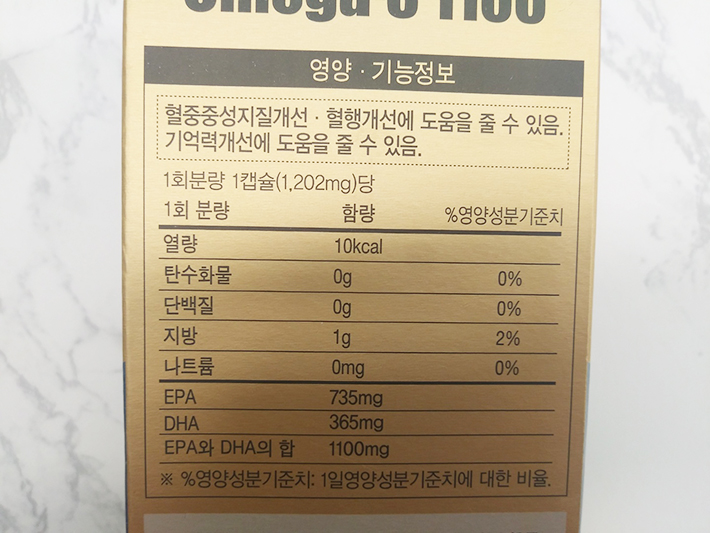 Omega 3 1100
영양 · 기능정보
혈중중성지질개선 · 혈행개선에 도움을 줄 수 있음.
기억력개선에 도움을 줄 수 있음.
1회분량 1캡슐(1,202mg)당
1회 분량 함량 %영양성분기준치
열량 10kcal
탄수화물 0g 0%
단백질 0g 0%
지방 1g 2%
나트륨 0mg 0%
EPA 735mg
DHA 365mg
EPA와 DHA의 합 1100mg
※ %영양성분기준치: 1일영양성분기준치에 대한 비율.